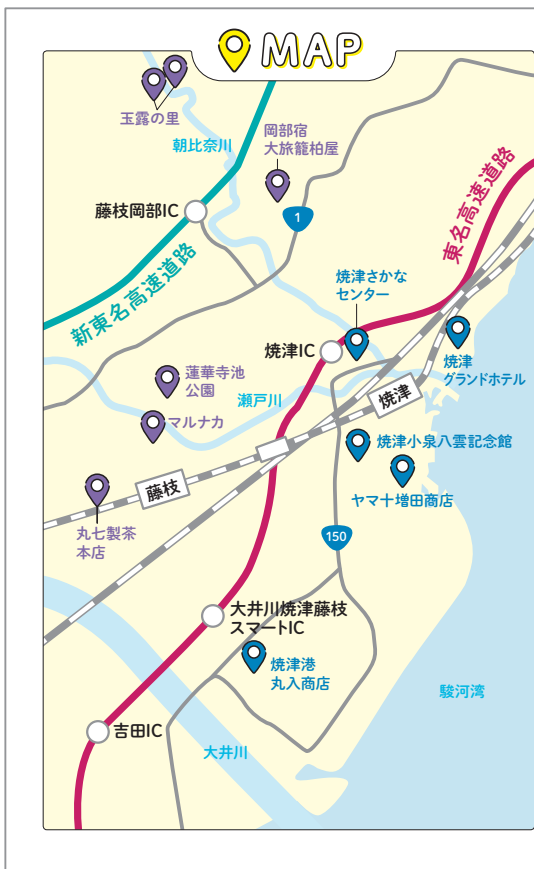 MAP
玉露の里
朝比奈川
岡部宿
大旅籠柏屋
東名高速道路
藤枝岡部IC
1
新東名高速道路
焼津さかな
センター
焼津IC
焼津
グランドホテル
蓮華寺池
公園
瀬戸川
焼津
マルナカ
焼津小泉八雲記念館
藤枝
ヤマ十増田商店
丸七製茶
本店
150
大井川焼津藤枝
スマートIC
焼津港
丸入商店
駿河湾
吉田IC
大井川